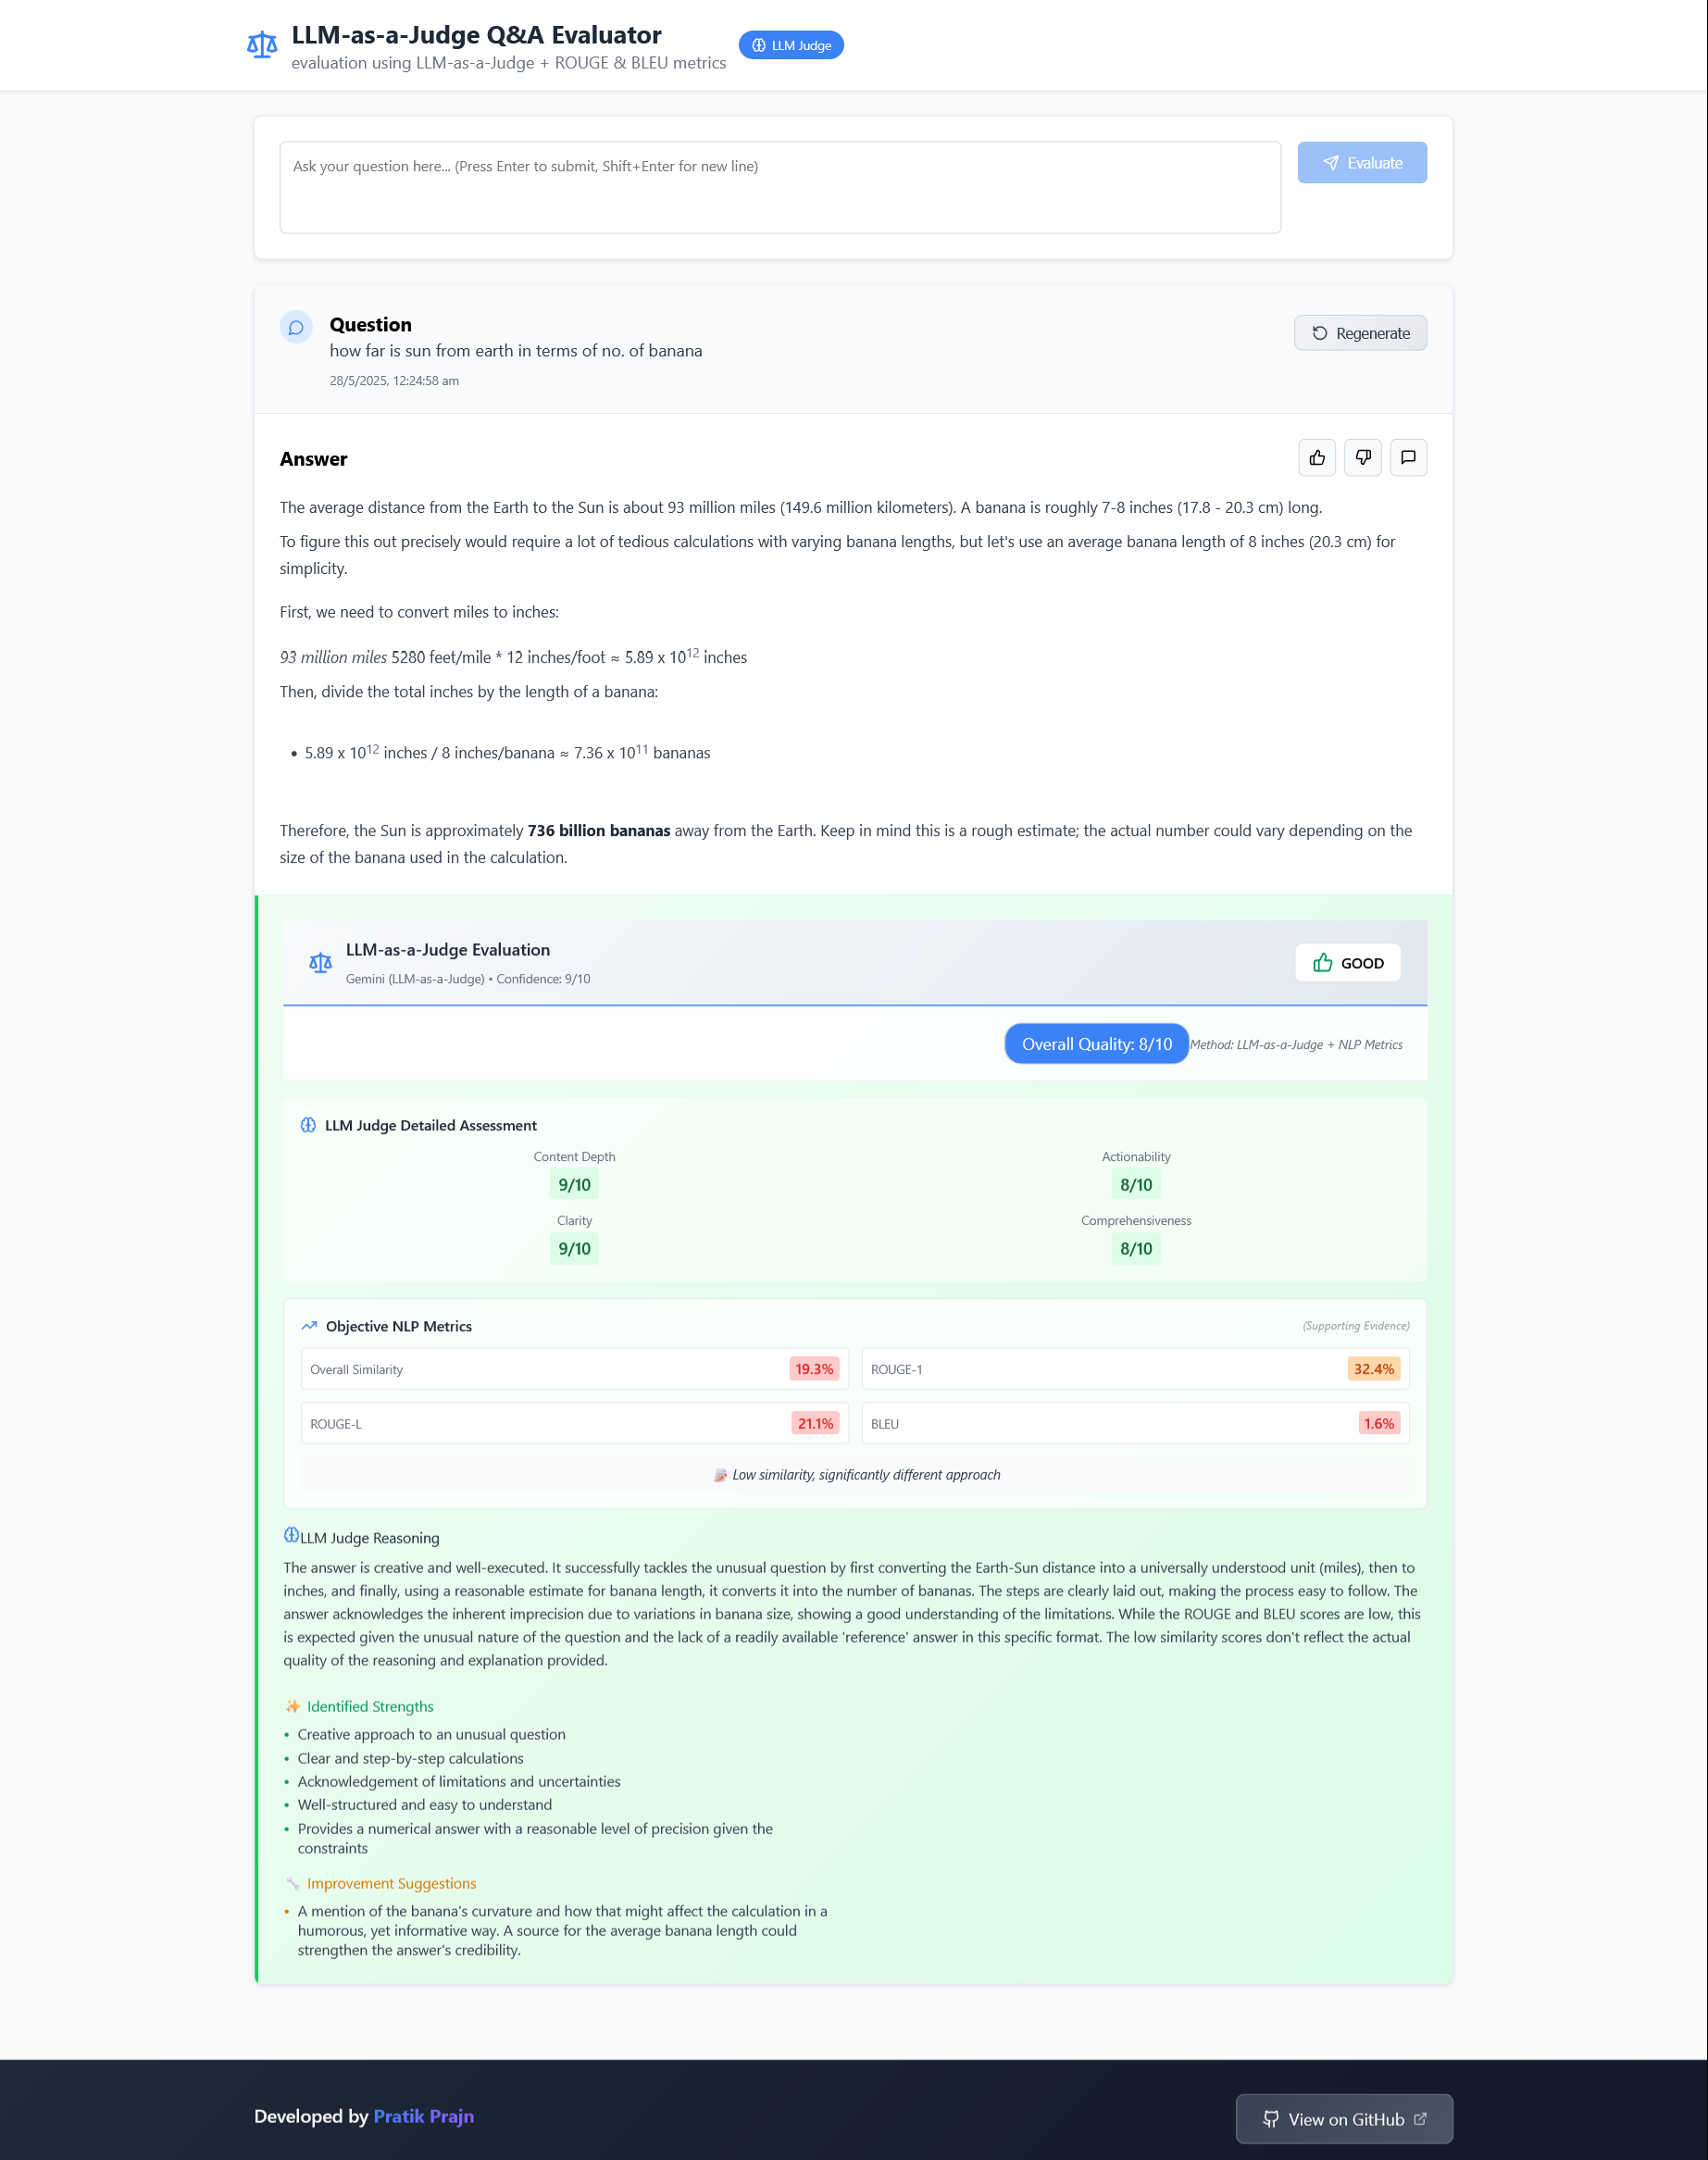 LLM-as-a-Judge Q&A Evaluator
evaluation using LLM-as-a-Judge + ROUGE & BLEU metrics
LLM Judge
Ask your question here... (Press Enter to submit, Shift+Enter for new line)
Evaluate
Question
how far is sun from earth in terms of no. of banana
28/5/2025, 12:24:58 am
Regenerate
Answer
The average distance from the Earth to the Sun is about 93 million miles (149.6 million kilometers). A banana is roughly 7-8 inches (17.8 - 20.3 cm) long.
To figure this out precisely would require a lot of tedious calculations with varying banana lengths, but let's use an average banana length of 8 inches (20.3 cm) for
simplicity.
First, we need to convert miles to inches:
93 million miles 5280 feet/mile * 12 inches/foot ≈ 5.89 x 10¹² inches
Then, divide the total inches by the length of a banana:
• 5.89 x 10¹² inches / 8 inches/banana ≈ 7.36 x 10¹¹ bananas
Therefore, the Sun is approximately 736 billion bananas away from the Earth. Keep in mind this is a rough estimate; the actual number could vary depending on the
size of the banana used in the calculation.
LLM-as-a-Judge Evaluation
Gemini (LLM-as-a-Judge) • Confidence: 9/10
GOOD
Overall Quality: 8/10
Method: LLM-as-a-Judge + NLP Metrics
LLM Judge Detailed Assessment
Content Depth
9/10
Actionability
8/10
Clarity
9/10
Comprehensiveness
8/10
Objective NLP Metrics
(Supporting Evidence)
Overall Similarity 19.3%
ROUGE-1 32.4%
ROUGE-L 21.1%
BLEU 1.6%
Low similarity, significantly different approach
LLM Judge Reasoning
The answer is creative and well-executed. It successfully tackles the unusual question by first converting the Earth-Sun distance into a universally understood unit (miles), then to
inches, and finally, using a reasonable estimate for banana length, it converts it into the number of bananas. The steps are clearly laid out, making the process easy to follow. The
answer acknowledges the inherent imprecision due to variations in banana size, showing a good understanding of the limitations. While the ROUGE and BLEU scores are low, this
is expected given the unusual nature of the question and the lack of a readily available 'reference' answer in this specific format. The low similarity scores don't reflect the actual
quality of the reasoning and explanation provided.
Identified Strengths
• Creative approach to an unusual question
• Clear and step-by-step calculations
• Acknowledgement of limitations and uncertainties
• Well-structured and easy to understand
• Provides a numerical answer with a reasonable level of precision given the
constraints
Improvement Suggestions
• A mention of the banana's curvature and how that might affect the calculation in a
humorous, yet informative way. A source for the average banana length could
strengthen the answer's credibility.
Developed by Pratik Prajn
View on GitHub